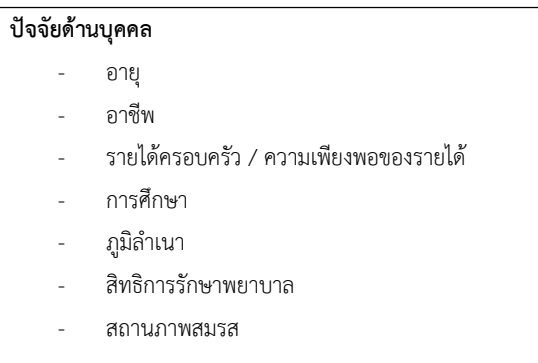 ปัจจัยด้านบุคคล
- อายุ
- อาชีพ
- รายได้ครอบครัว / ความเพียงพอของรายได้
- การศึกษา
- ภูมิลำเนา
- สิทธิการรักษาพยาบาล
- สถานภาพสมรส